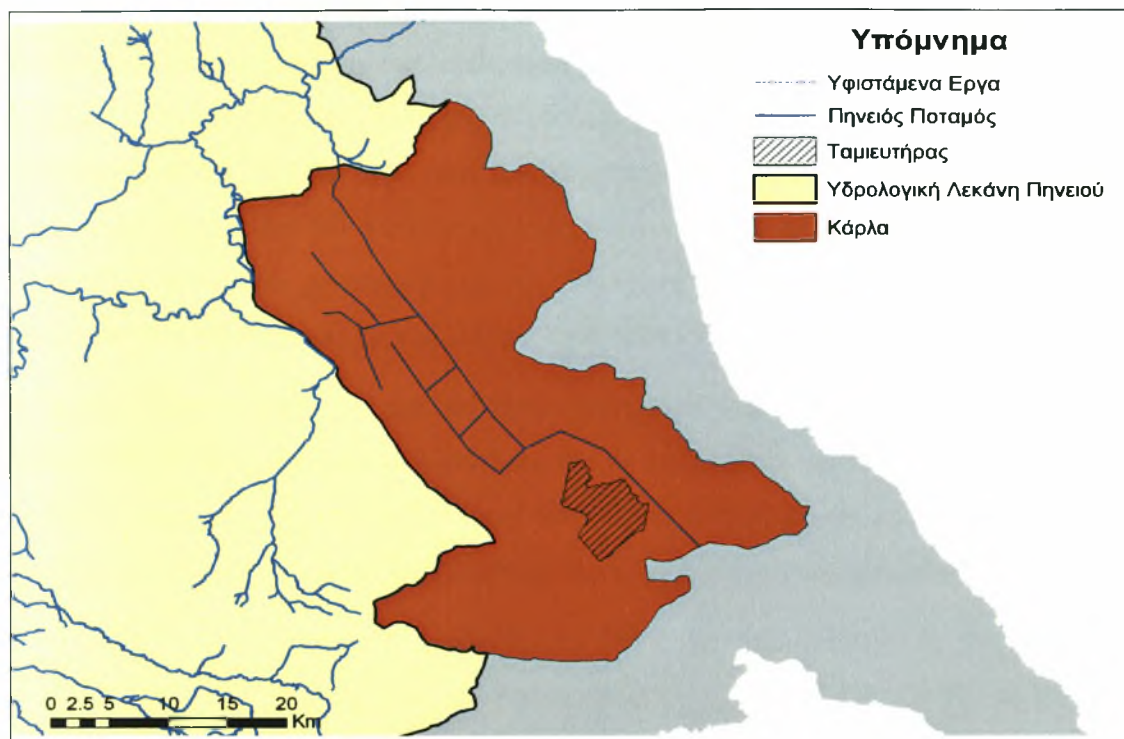 Υπόμνημα
Υφιστάμενα Εργα
Πηνειός Ποταμός
Ταμιευτήρας
Υδρολογική Λεκάνη Πηνειού
Κάρλα
0 2.5 5 10 15 20
Km